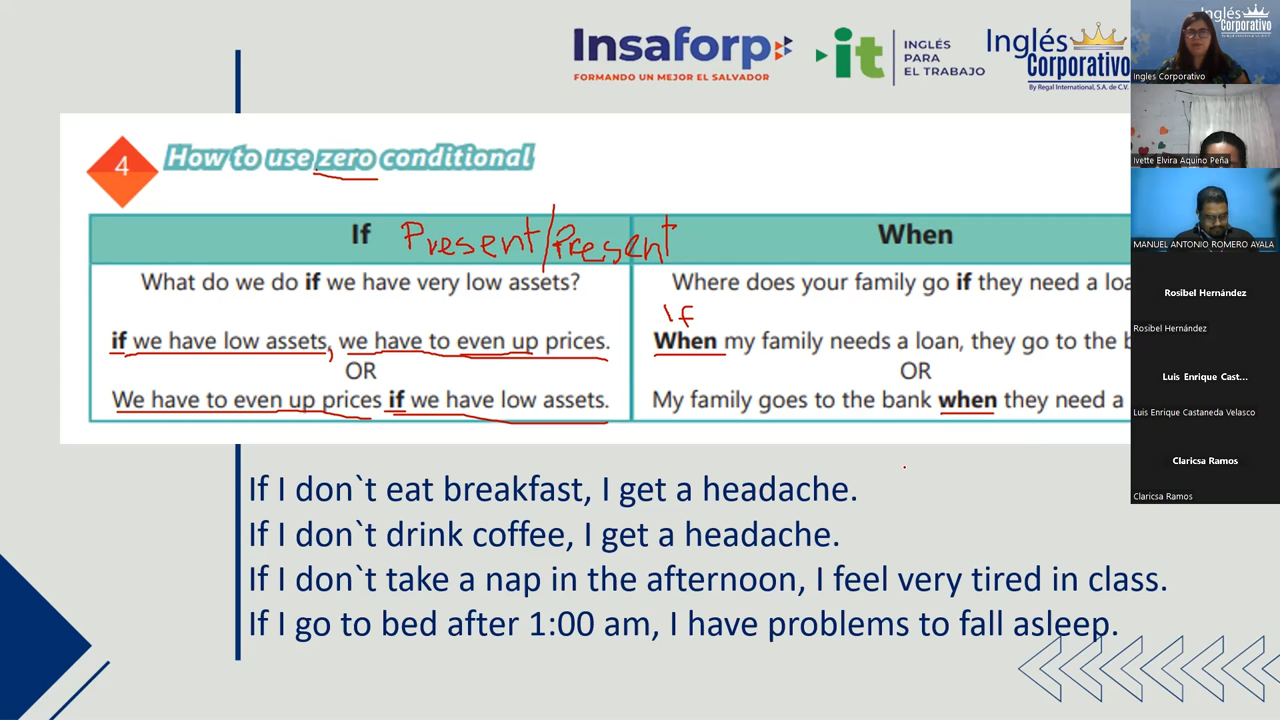 Insaforp
FORMANDO UN MEJOR EL SALVADOR
it
INGLÉS
PARA
EL TRABAJO
Inglés
Corporativo
By Regal International, S.A. de C.V.
4
How to use zero conditional
If Present/Present
When
What do we do if we have very low assets?
if we have low assets, we have to even up prices.
OR
We have to even up prices if we have low assets.
Where does your family go if they need a loa
If
When my family needs a loan, they go to the b
OR
My family goes to the bank when they need a
If I don`t eat breakfast, I get a headache.
If I don`t drink coffee, I get a headache.
If I don`t take a nap in the afternoon, I feel very tired in class.
If I go to bed after 1:00 am, I have problems to fall asleep.
Inglés
Corporativo
Ingles Corporativo
Ivette Elvira Aquino Peña
MANUEL ANTONIO ROMERO AYALA
Rosibel Hernández
Rosibel Hernández
Luis Enrique Cast...
Luis Enrique Castaneda Velasco
Claricsa Ramos
Claricsa Ramos